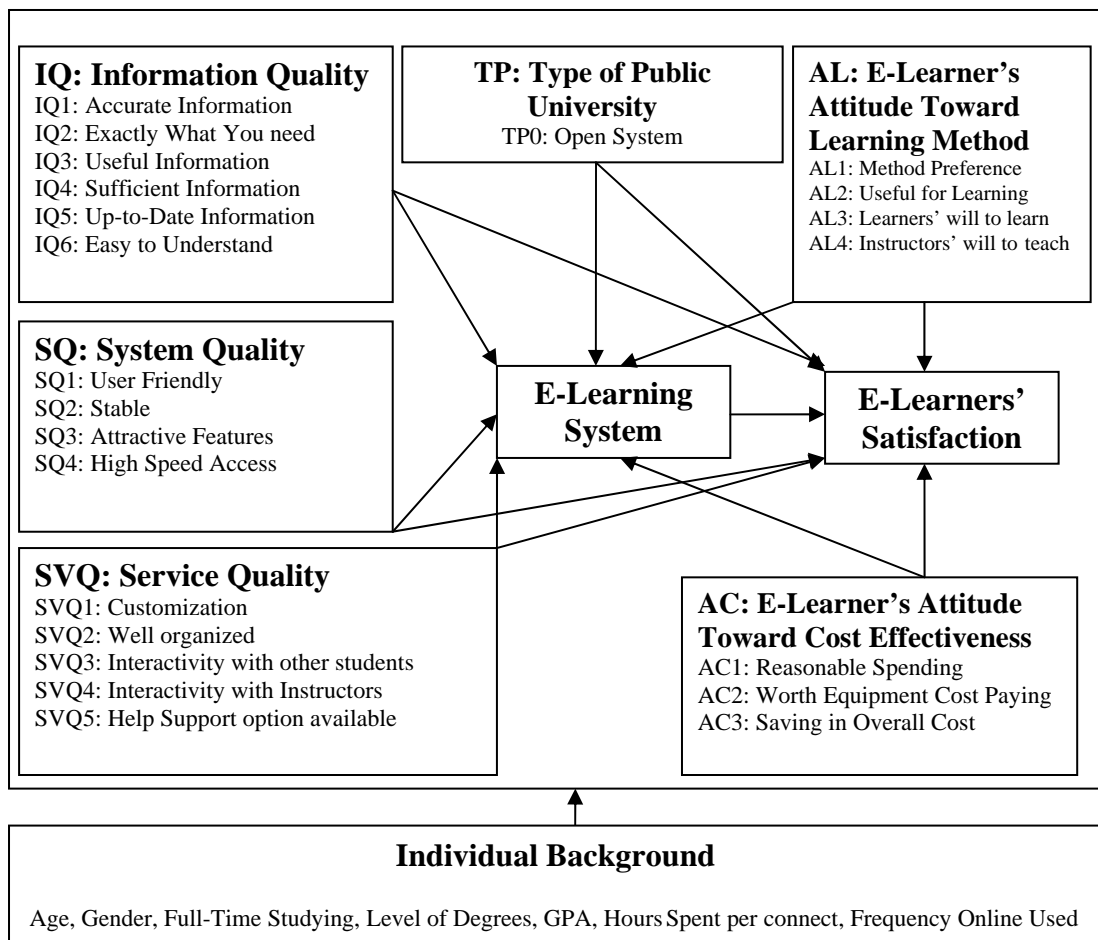 IQ: Information Quality
IQ1: Accurate Information
IQ2: Exactly What You need
IQ3: Useful Information
IQ4: Sufficient Information
IQ5: Up-to-Date Information
IQ6: Easy to Understand
TP: Type of Public
University
TP0: Open System
AL: E-Learner’s
Attitude Toward
Learning Method
AL1: Method Preference
AL2: Useful for Learning
AL3: Learners’ will to learn
AL4: Instructors’ will to teach
SQ: System Quality
SQ1: User Friendly
SQ2: Stable
SQ3: Attractive Features
SQ4: High Speed Access
E-Learning
System
E-Learners’
Satisfaction
SVQ: Service Quality
SVQ1: Customization
SVQ2: Well organized
SVQ3: Interactivity with other students
SVQ4: Interactivity with Instructors
SVQ5: Help Support option available
AC: E-Learner’s Attitude
Toward Cost Effectiveness
AC1: Reasonable Spending
AC2: Worth Equipment Cost Paying
AC3: Saving in Overall Cost
Individual Background
Age, Gender, Full-Time Studying, Level of Degrees, GPA, Hours Spent per connect, Frequency Online Used